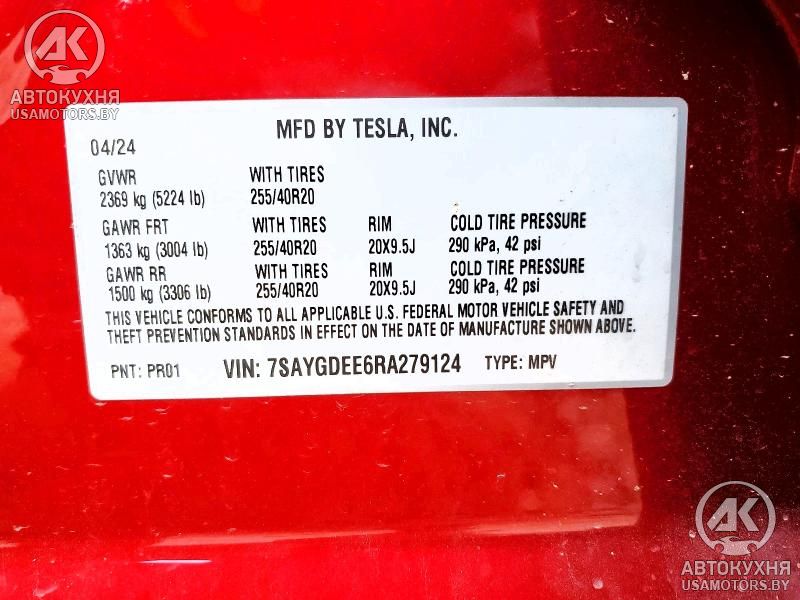 AK
АВТОКУХНЯ
USAMOTORS.BY
MFD BY TESLA, INC.
04/24
GVWR WITH TIRES
2369 kg (5224 lb) 255/40R20
GAWR FRT WITH TIRES RIM COLD TIRE PRESSURE
1363 kg (3004 lb) 255/40R20 20X9.5J 290 kPa, 42 psi
GAWR RR WITH TIRES RIM COLD TIRE PRESSURE
1500 kg (3306 lb) 255/40R20 20X9.5J 290 kPa, 42 psi
THIS VEHICLE CONFORMS TO ALL APPLICABLE U.S. FEDERAL MOTOR VEHICLE SAFETY AND
THEFT PREVENTION STANDARDS IN EFFECT ON THE DATE OF MANUFACTURE SHOWN ABOVE.
PNT: PR01 VIN: 7SAYGDEE6RA279124 TYPE: MPV
AK
АВТОКУХНЯ
USAMOTORS.BY